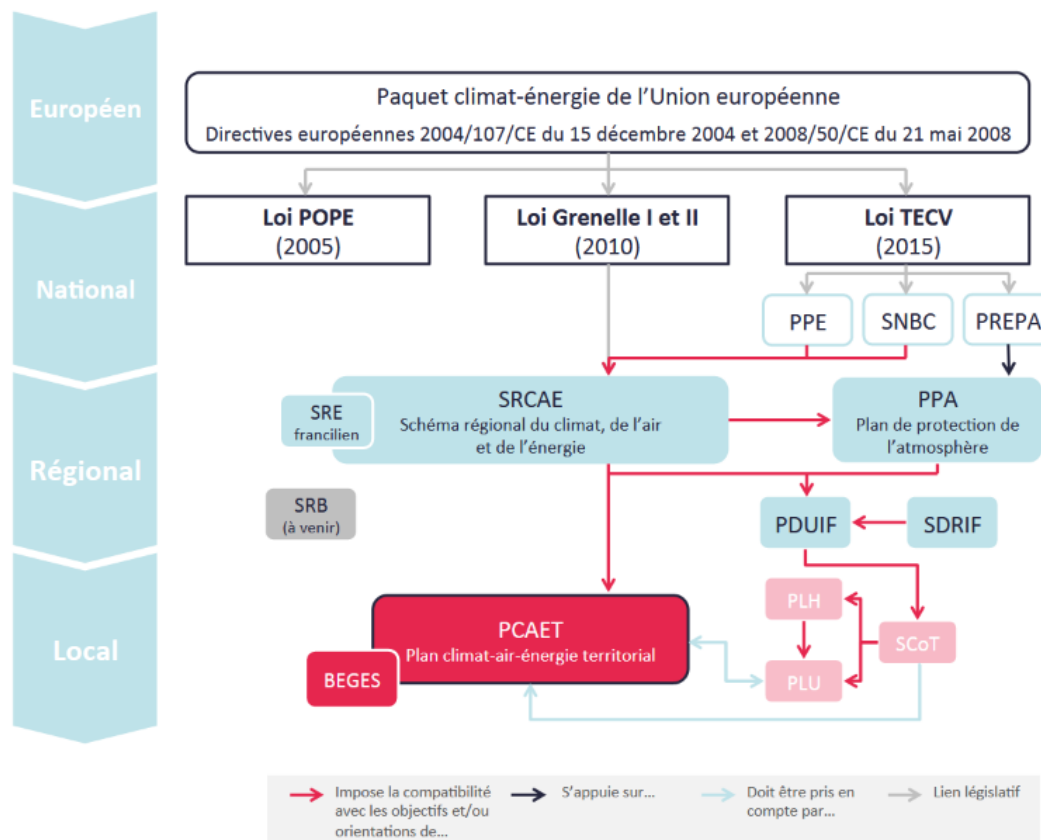 Européen
Paquet climat-énergie de l'Union européenne
Directives européennes 2004/107/CE du 15 décembre 2004 et 2008/50/CE du 21 mai 2008
National
Loi POPE
(2005)
Loi Grenelle I et II
(2010)
Loi TECV
(2015)
PPE
SNBC
PREPA
Régional
SRE
francilien
SRCAE
Schéma régional du climat, de l'air
et de l'énergie
PPA
Plan de protection de
l'atmosphère
SRB
(à venir)
PDUIF
SDRIF
Local
PCAET
Plan climat-air-énergie territorial
BEGES
PLH
SCoT
PLU
Impose la compatibilité
avec les objectifs et/ou
orientations de...
S'appuie sur...
Doit être pris en
compte par...
Lien législatif